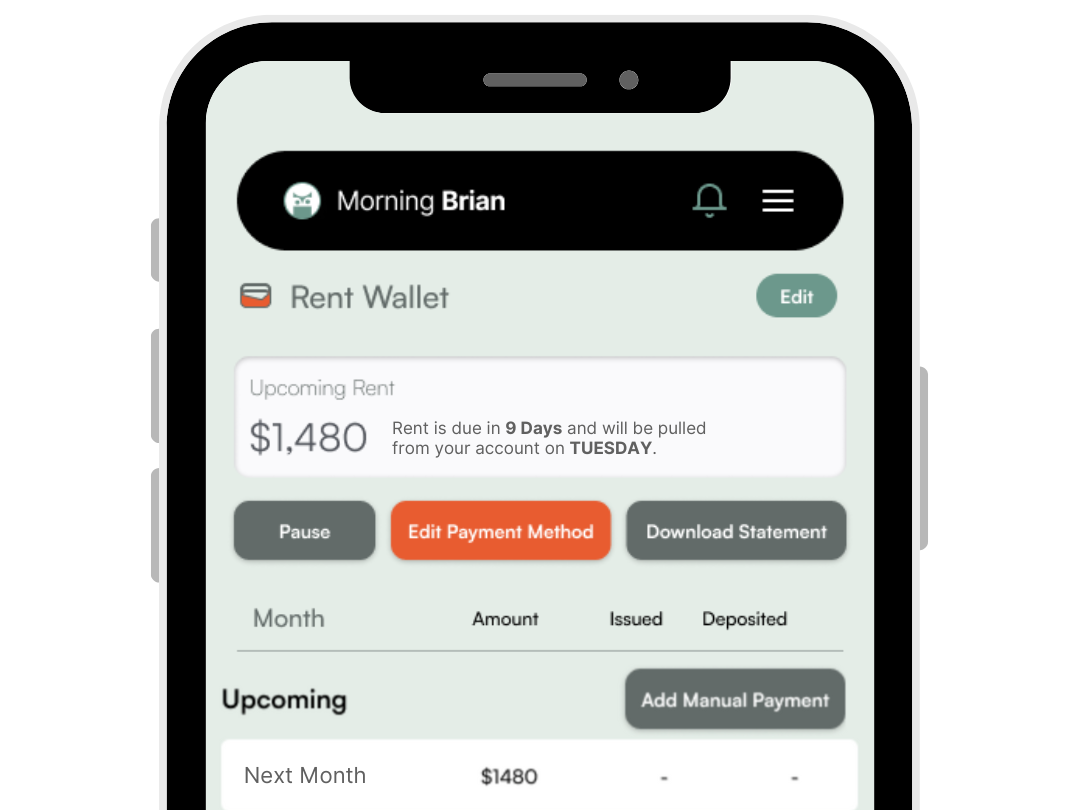 Morning Brian
Rent Wallet
Edit
Upcoming Rent
$1,480
Rent is due in 9 Days and will be pulled
from your account on TUESDAY.
Pause
Edit Payment Method
Download Statement
Month Amount Issued Deposited
Upcoming
Add Manual Payment
Next Month $1480 - -